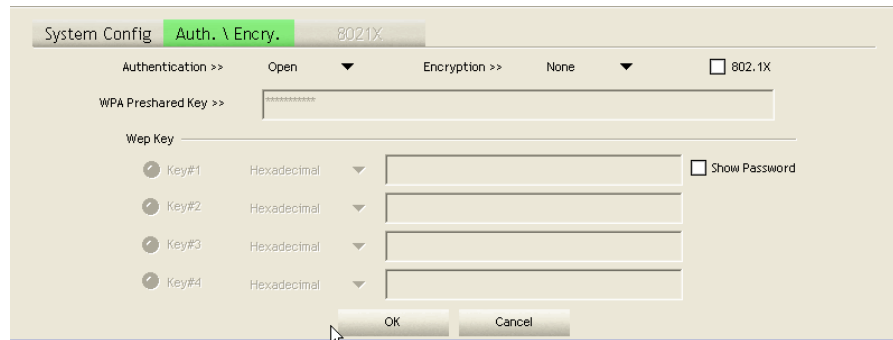 System Config Auth. \ Encry. 8021X
Authentication >> Open Encryption >> None 802.1X
WPA Preshared Key >> ***********
Wep Key
Key#1 Hexadecimal Show Password
Key#2 Hexadecimal
Key#3 Hexadecimal
Key#4 Hexadecimal
OK Cancel